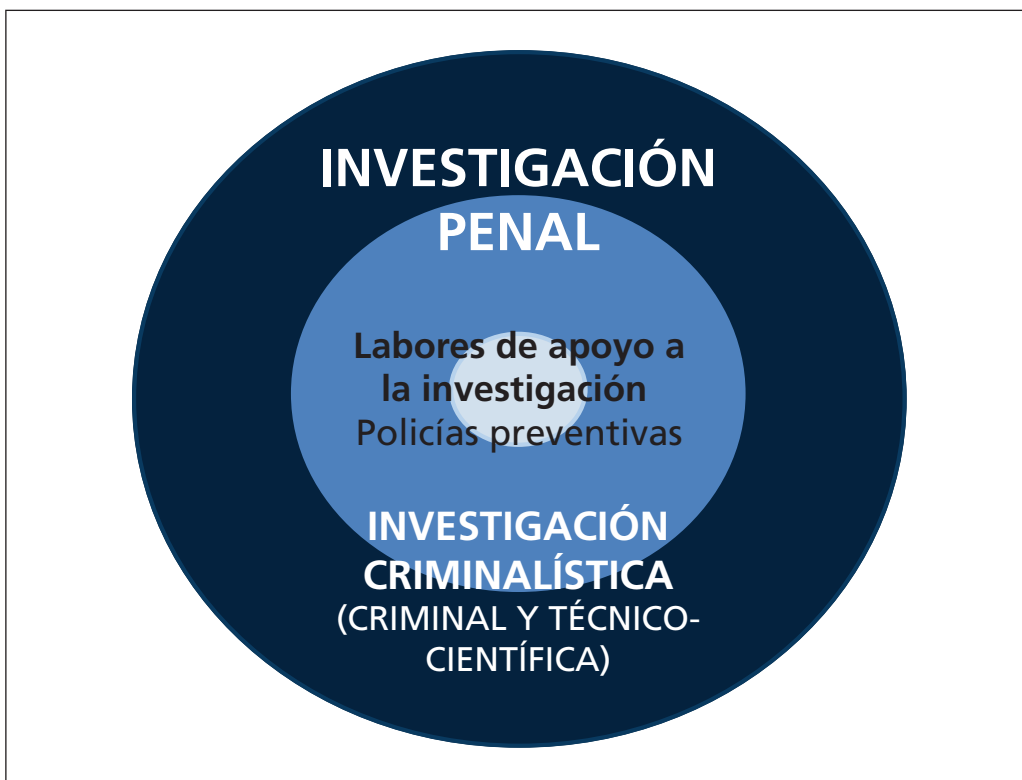 INVESTIGACIÓN
PENAL
Labores de apoyo a
la investigación
Policías preventivas
INVESTIGACIÓN
CRIMINALÍSTICA
(CRIMINAL Y TÉCNICO-
CIENTÍFICA)